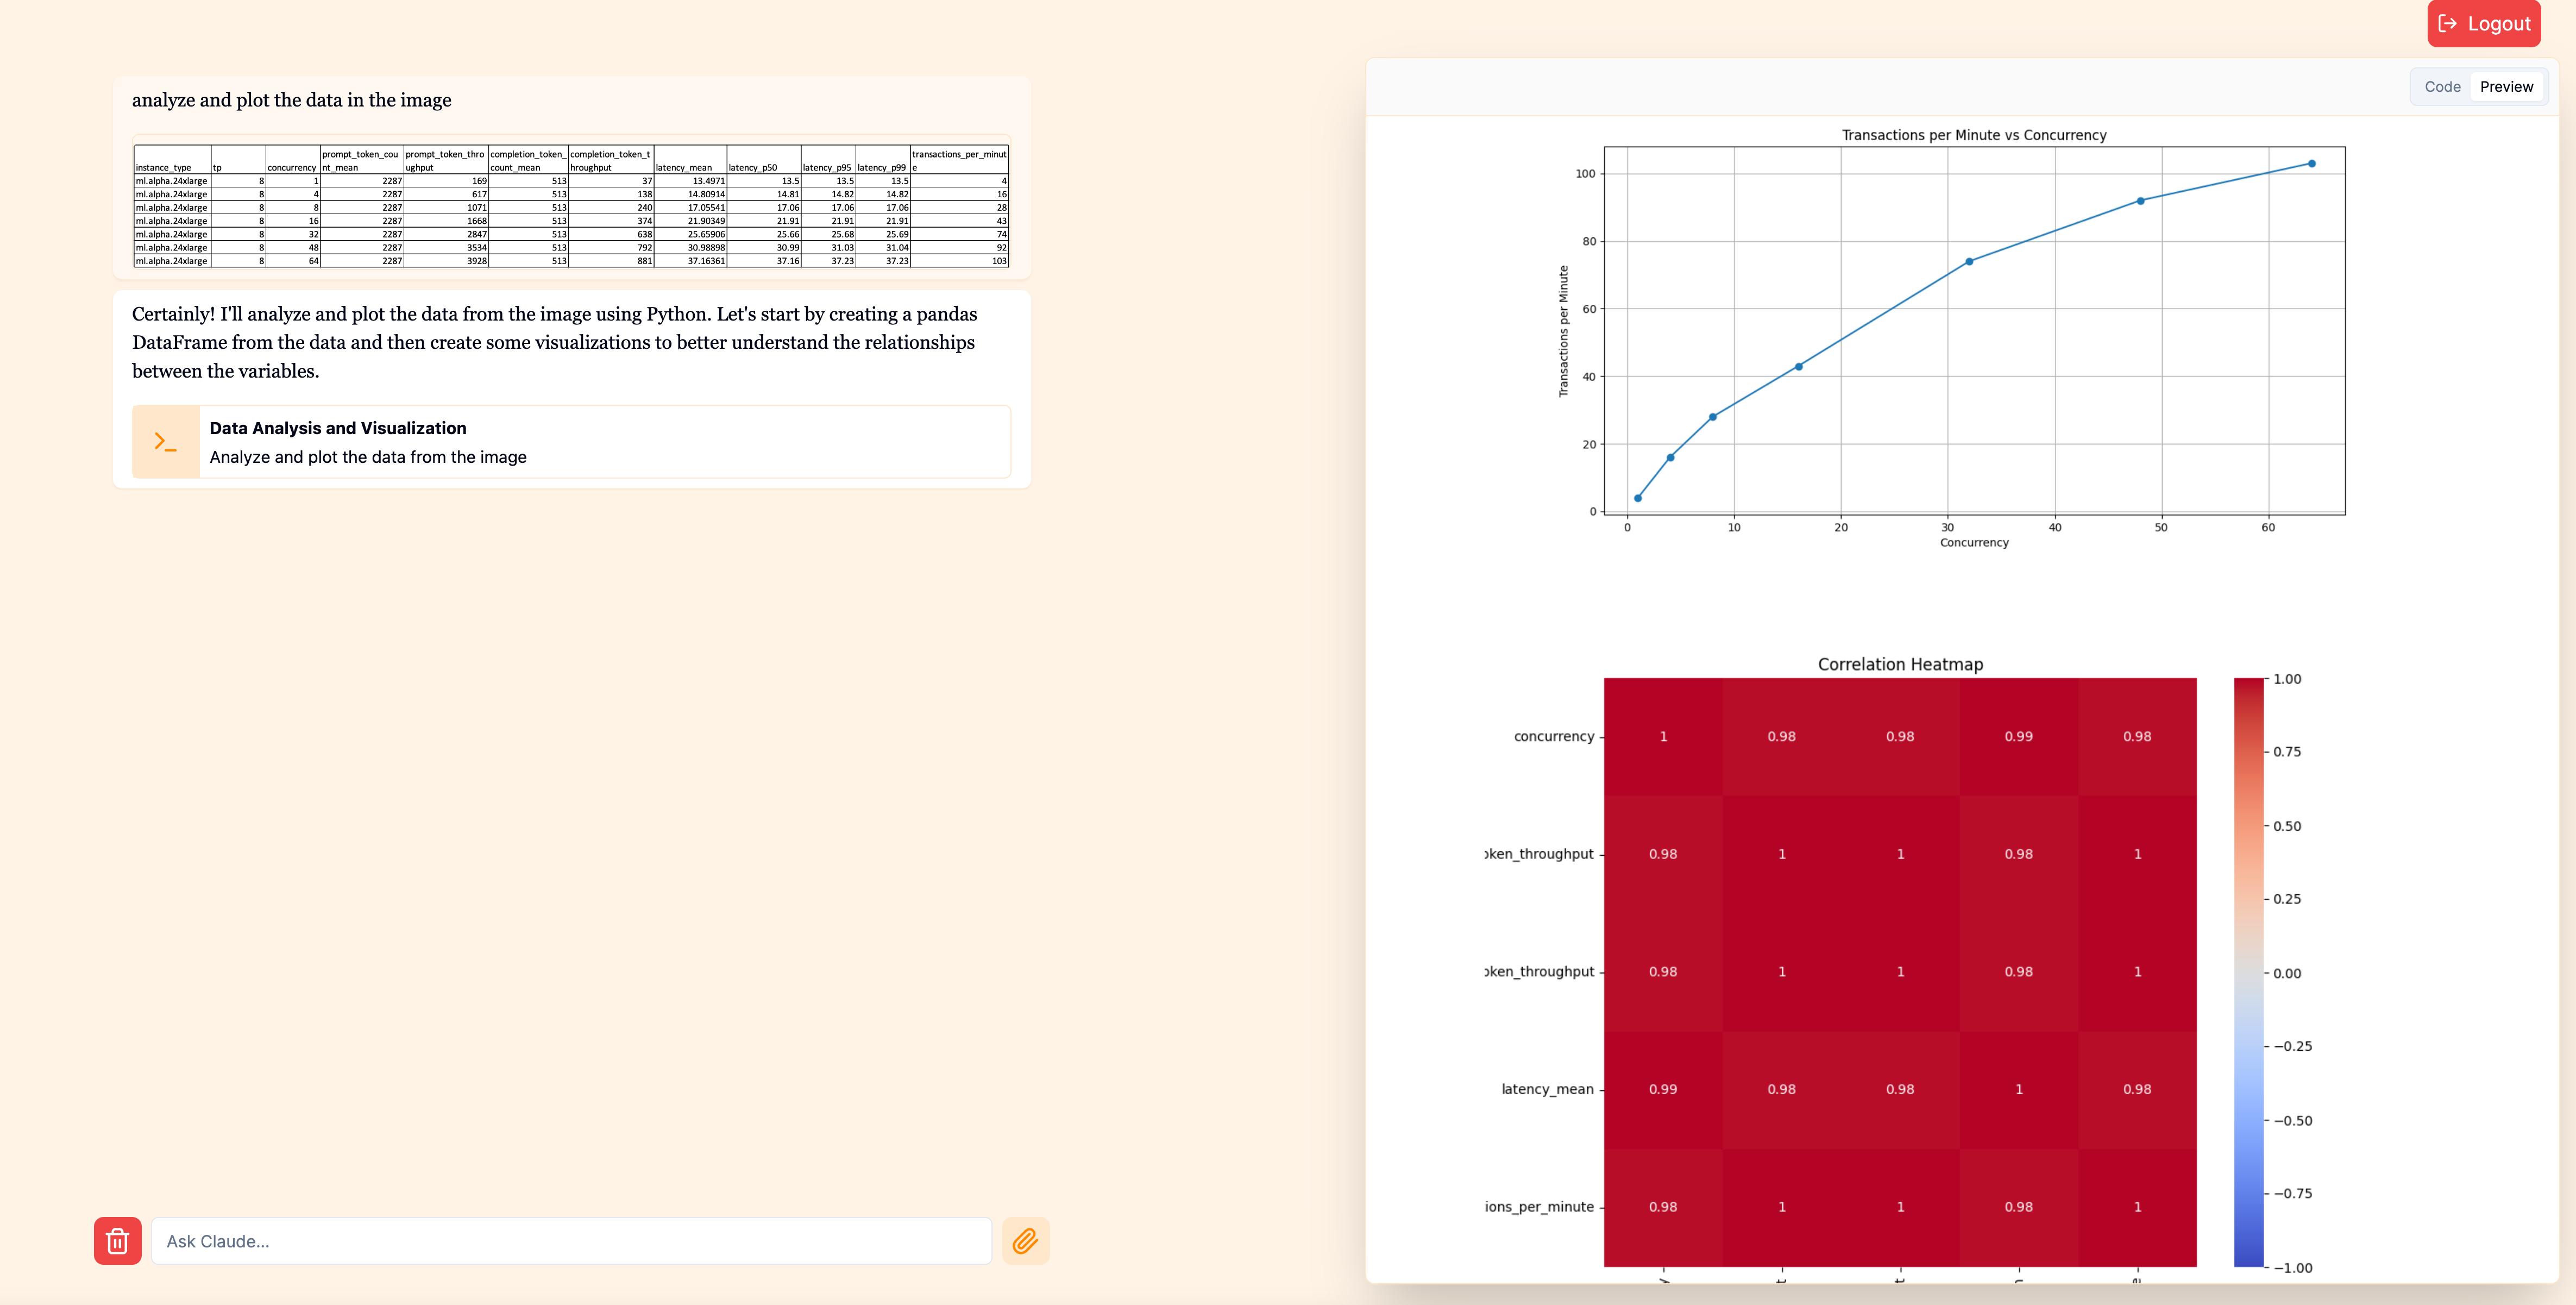 Logout
analyze and plot the data in the image
instance_type tp concurrency prompt_token_count_mean prompt_token_throughput completion_token_count_mean completion_token_throughput latency_mean latency_p50 latency_p95 latency_p99 transactions_per_minute
ml.alpha.24xlarge 8 1 2287 169 513 37 13.4971 13.5 13.5 13.5 4
ml.alpha.24xlarge 8 4 2287 617 513 138 14.80914 14.81 14.82 14.82 16
ml.alpha.24xlarge 8 8 2287 1071 513 240 17.05541 17.06 17.06 17.06 28
ml.alpha.24xlarge 8 16 2287 1668 513 374 21.90349 21.91 21.91 21.91 43
ml.alpha.24xlarge 8 32 2287 2847 513 638 25.65906 25.66 25.68 25.69 74
ml.alpha.24xlarge 8 48 2287 3534 513 792 30.98898 30.99 31.03 31.04 92
ml.alpha.24xlarge 8 64 2287 3928 513 881 37.16361 37.16 37.23 37.23 103
Certainly! I'll analyze and plot the data from the image using Python. Let's start by creating a pandas
DataFrame from the data and then create some visualizations to better understand the relationships
between the variables.
Data Analysis and Visualization
Analyze and plot the data from the image
Ask Claude...
Code Preview
Transactions per Minute vs Concurrency
Transactions per Minute
100
80
60
40
20
0
0 10 20 30 40 50 60
Concurrency
Correlation Heatmap
concurrency 1 0.98 0.98 0.99 0.98
oken_throughput 0.98 1 1 0.98 1
oken_throughput 0.98 1 1 0.98 1
latency_mean 0.99 0.98 0.98 1 0.98
ions_per_minute 0.98 1 1 0.98 1
1.00
0.75
0.50
0.25
0.00
−0.25
−0.50
−0.75
−1.00